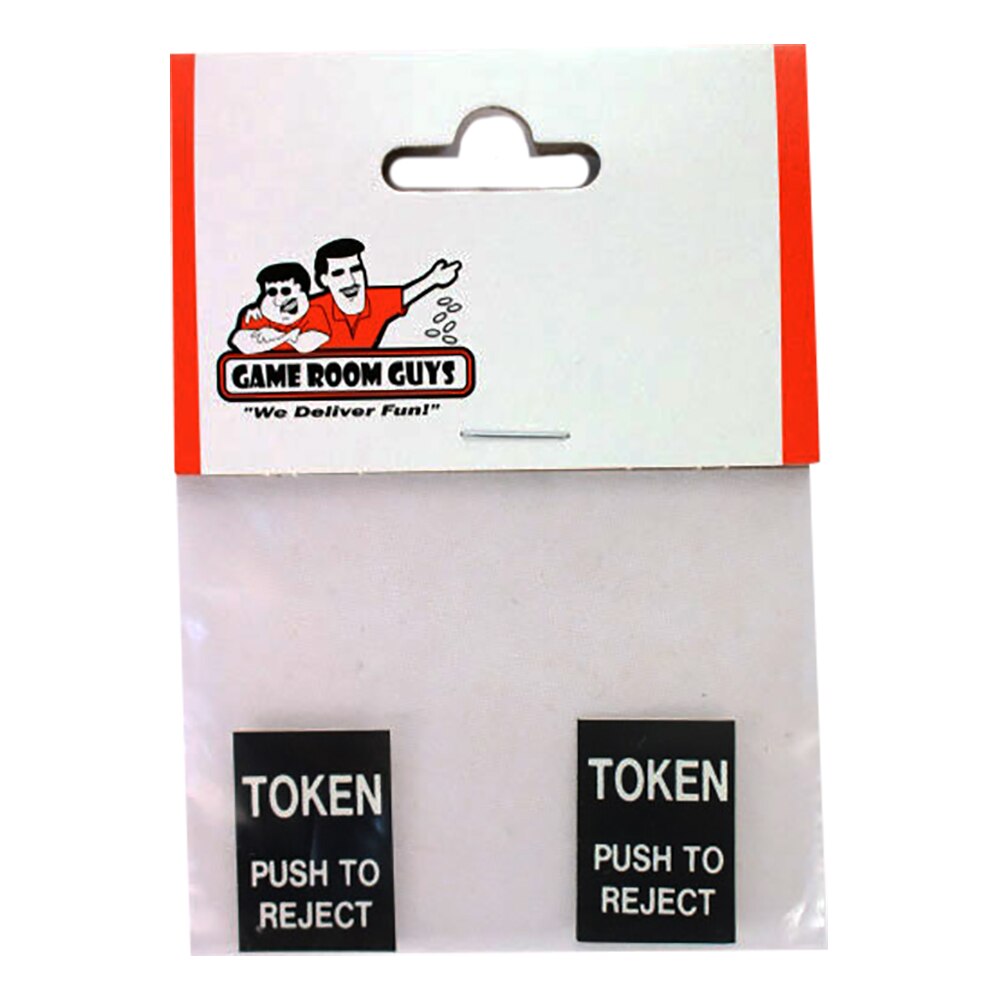 GAME ROOM GUYS
"We Deliver Fun!"
TOKEN
PUSH TO
REJECT
TOKEN
PUSH TO
REJECT